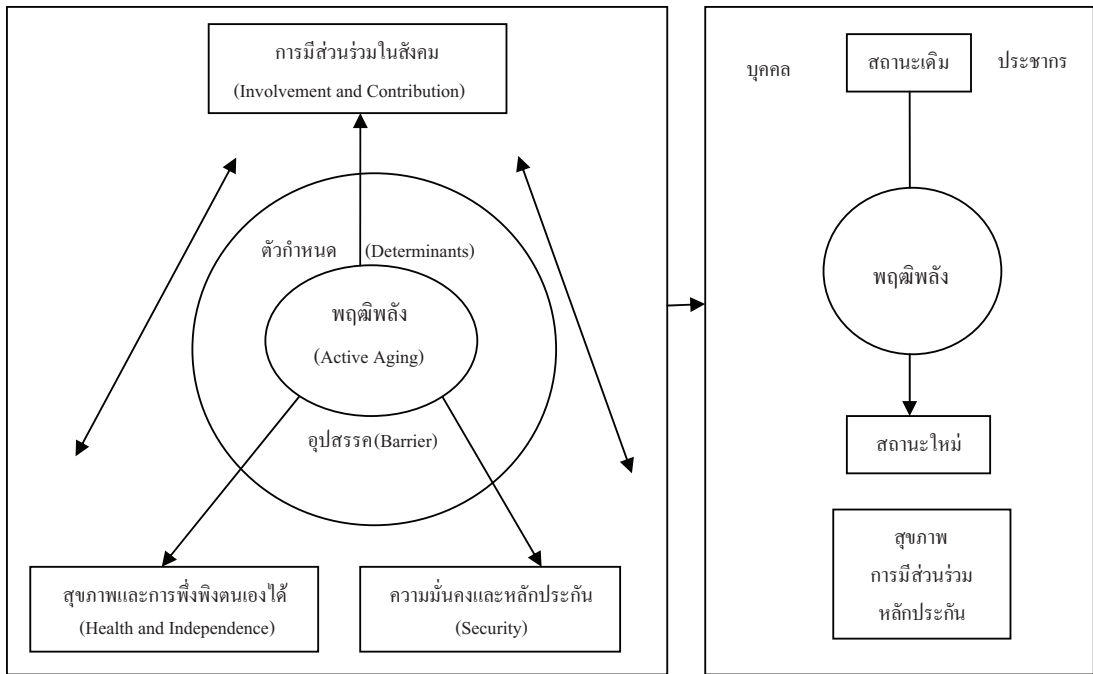 การมีส่วนร่วมในสังคม
(Involvement and Contribution)
ตัวกำหนด (Determinants)
พฤฒิพลัง
(Active Aging)
อุปสรรค(Barrier)
สุขภาพและการพึ่งพิงตนเองได้
(Health and Independence)
ความมั่นคงและหลักประกัน
(Security)
บุคคล
สถานะเดิม
ประชากร
พฤฒิพลัง
สถานะใหม่
สุขภาพ
การมีส่วนร่วม
หลักประกัน